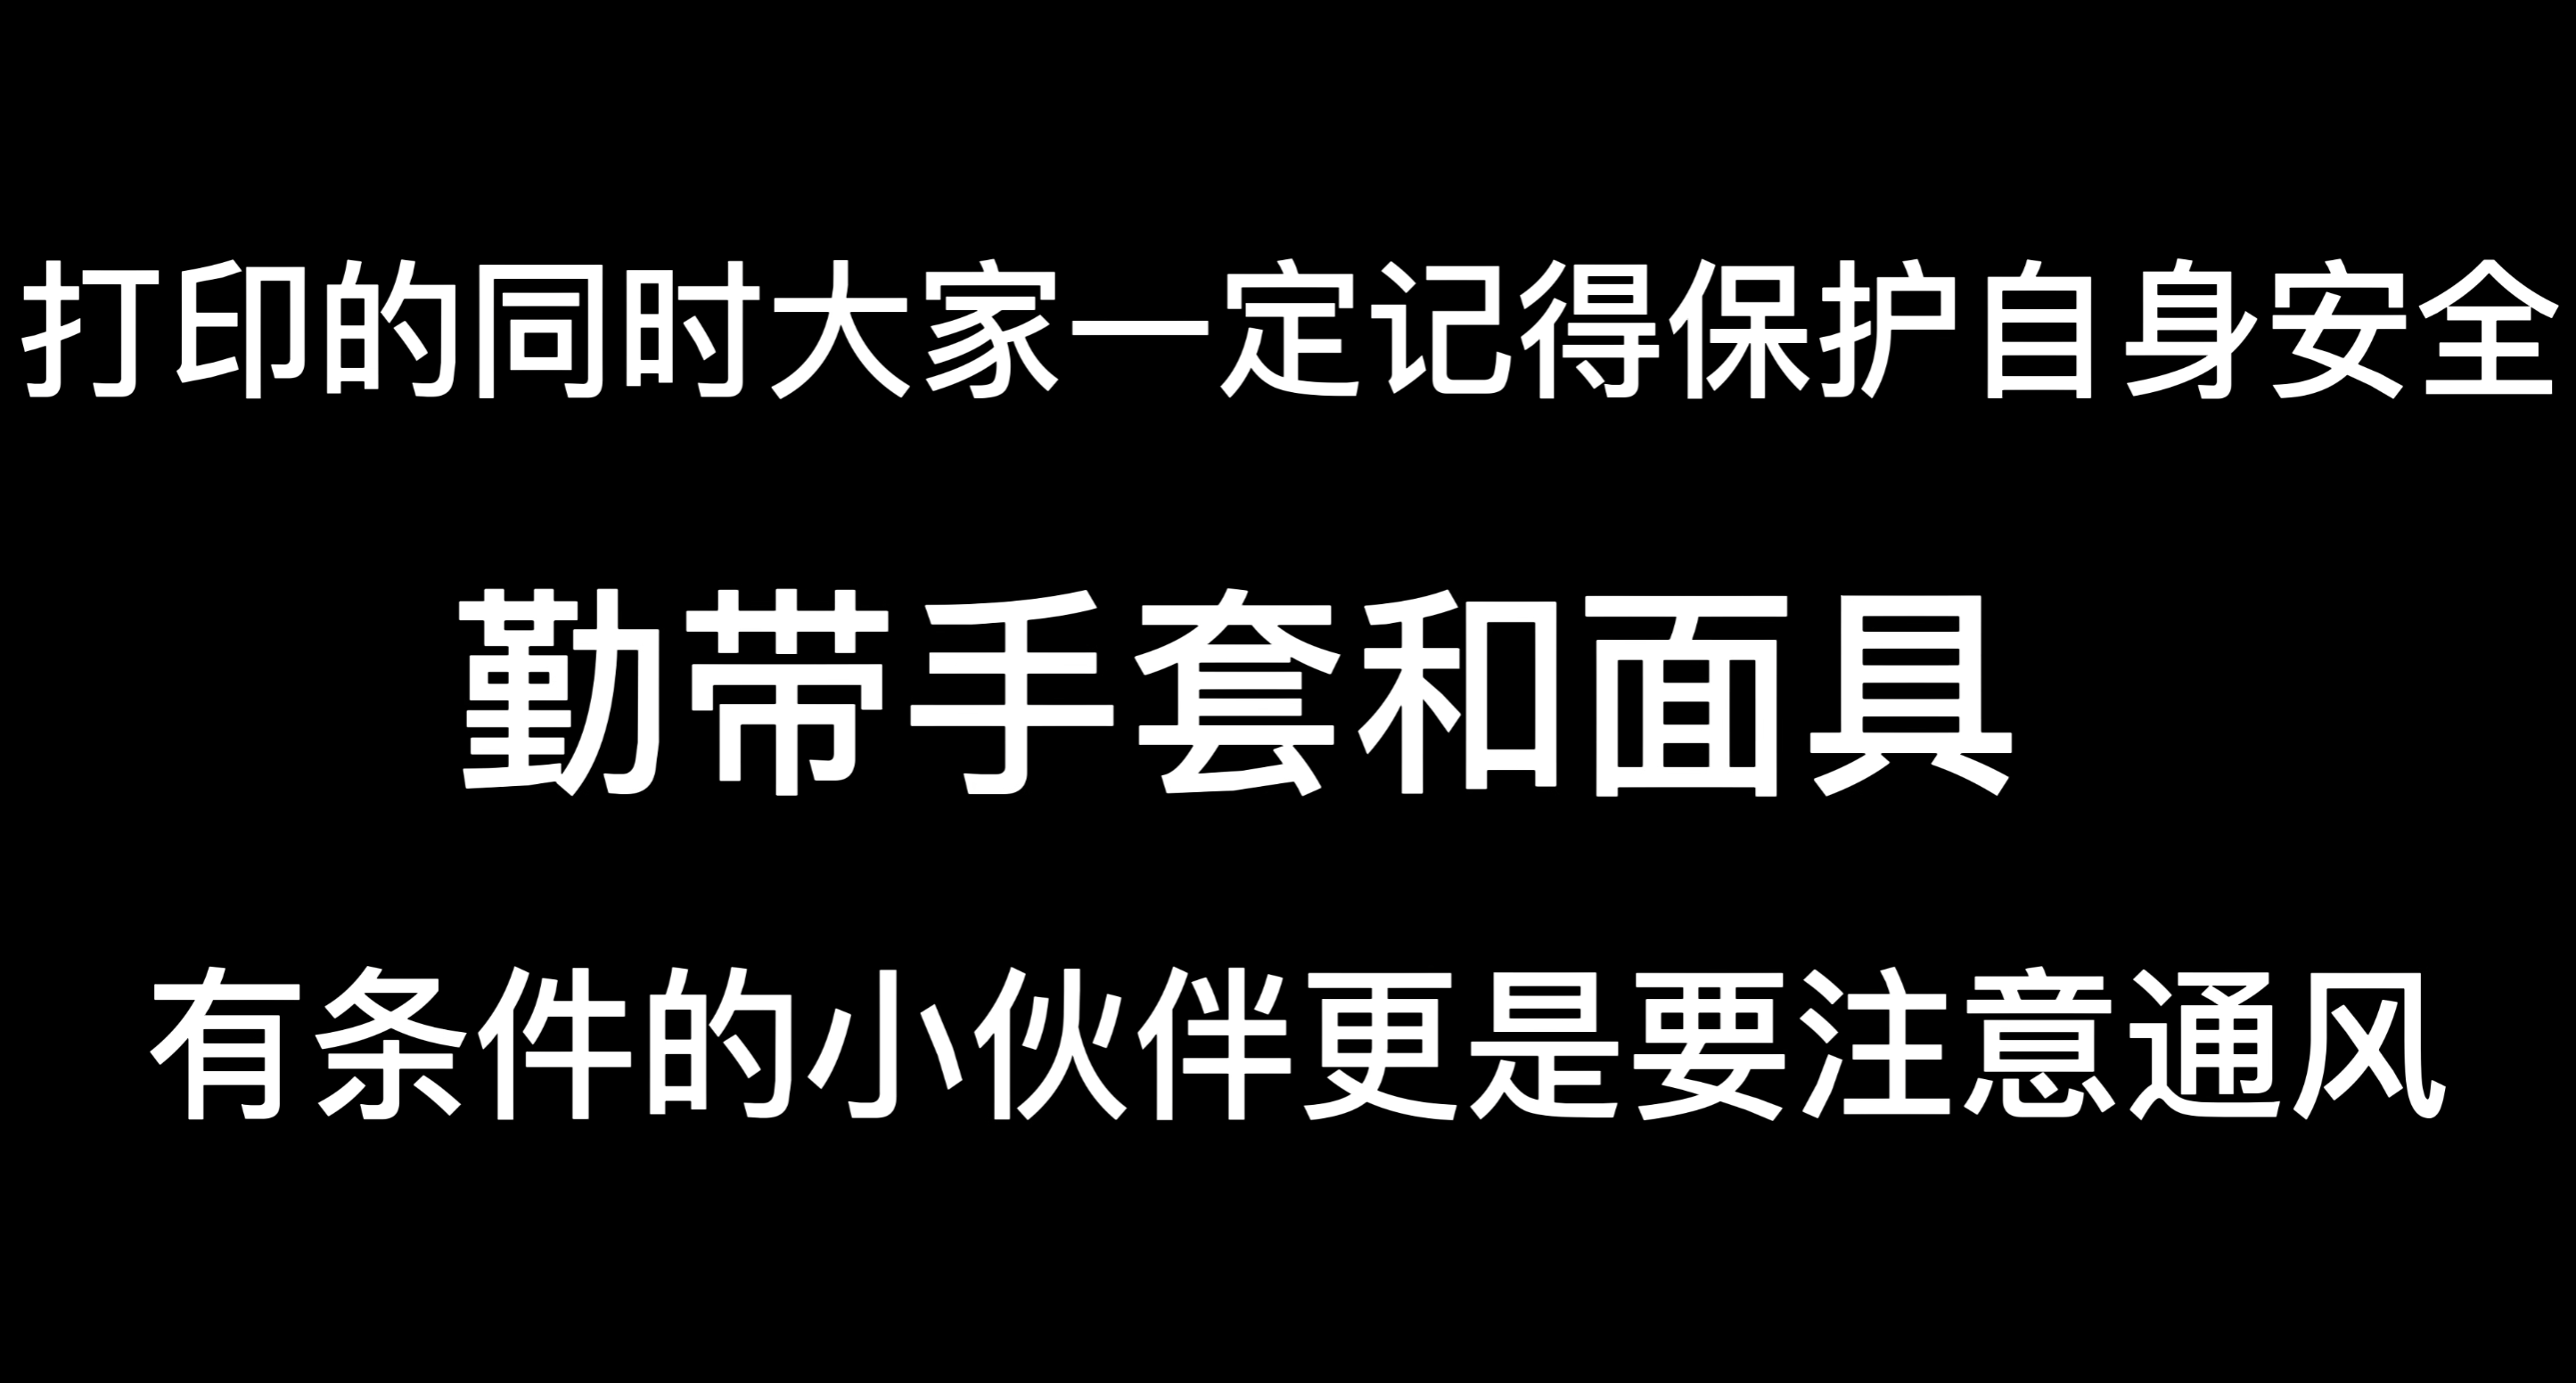 打印的同时大家一定记得保护自身安全
勤带手套和面具
有条件的小伙伴更是要注意通风